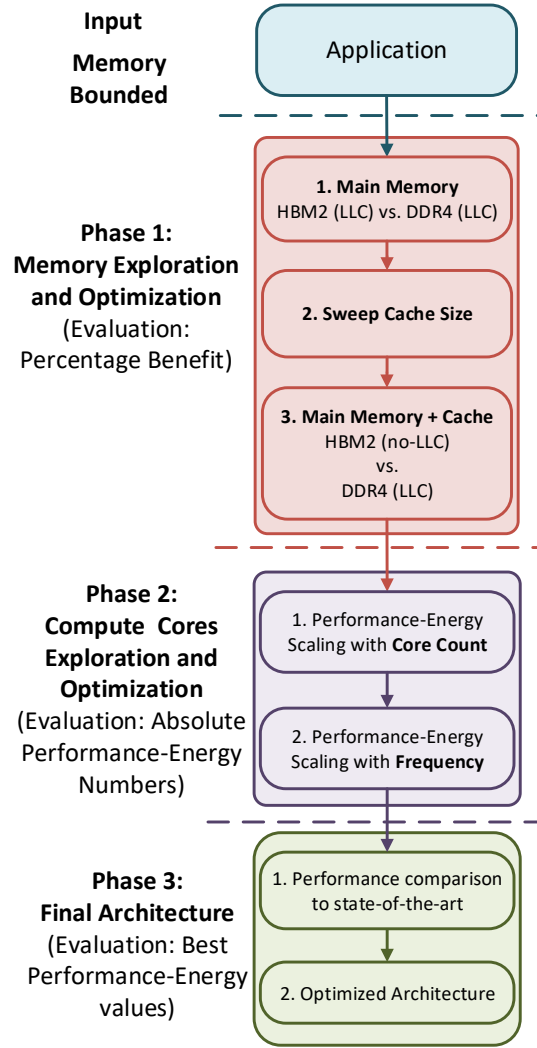 Input
Memory
Bounded
Application
Phase 1:
Memory Exploration
and Optimization
(Evaluation:
Percentage Benefit)
1. Main Memory
HBM2 (LLC) vs. DDR4 (LLC)
2. Sweep Cache Size
3. Main Memory + Cache
HBM2 (no-LLC)
vs.
DDR4 (LLC)
Phase 2:
Compute Cores
Exploration and
Optimization
(Evaluation: Absolute
Performance-Energy
Numbers)
1. Performance-Energy
Scaling with Core Count
2. Performance-Energy
Scaling with Frequency
Phase 3:
Final Architecture
(Evaluation: Best
Performance-Energy
values)
1. Performance comparison
to state-of-the-art
2. Optimized Architecture